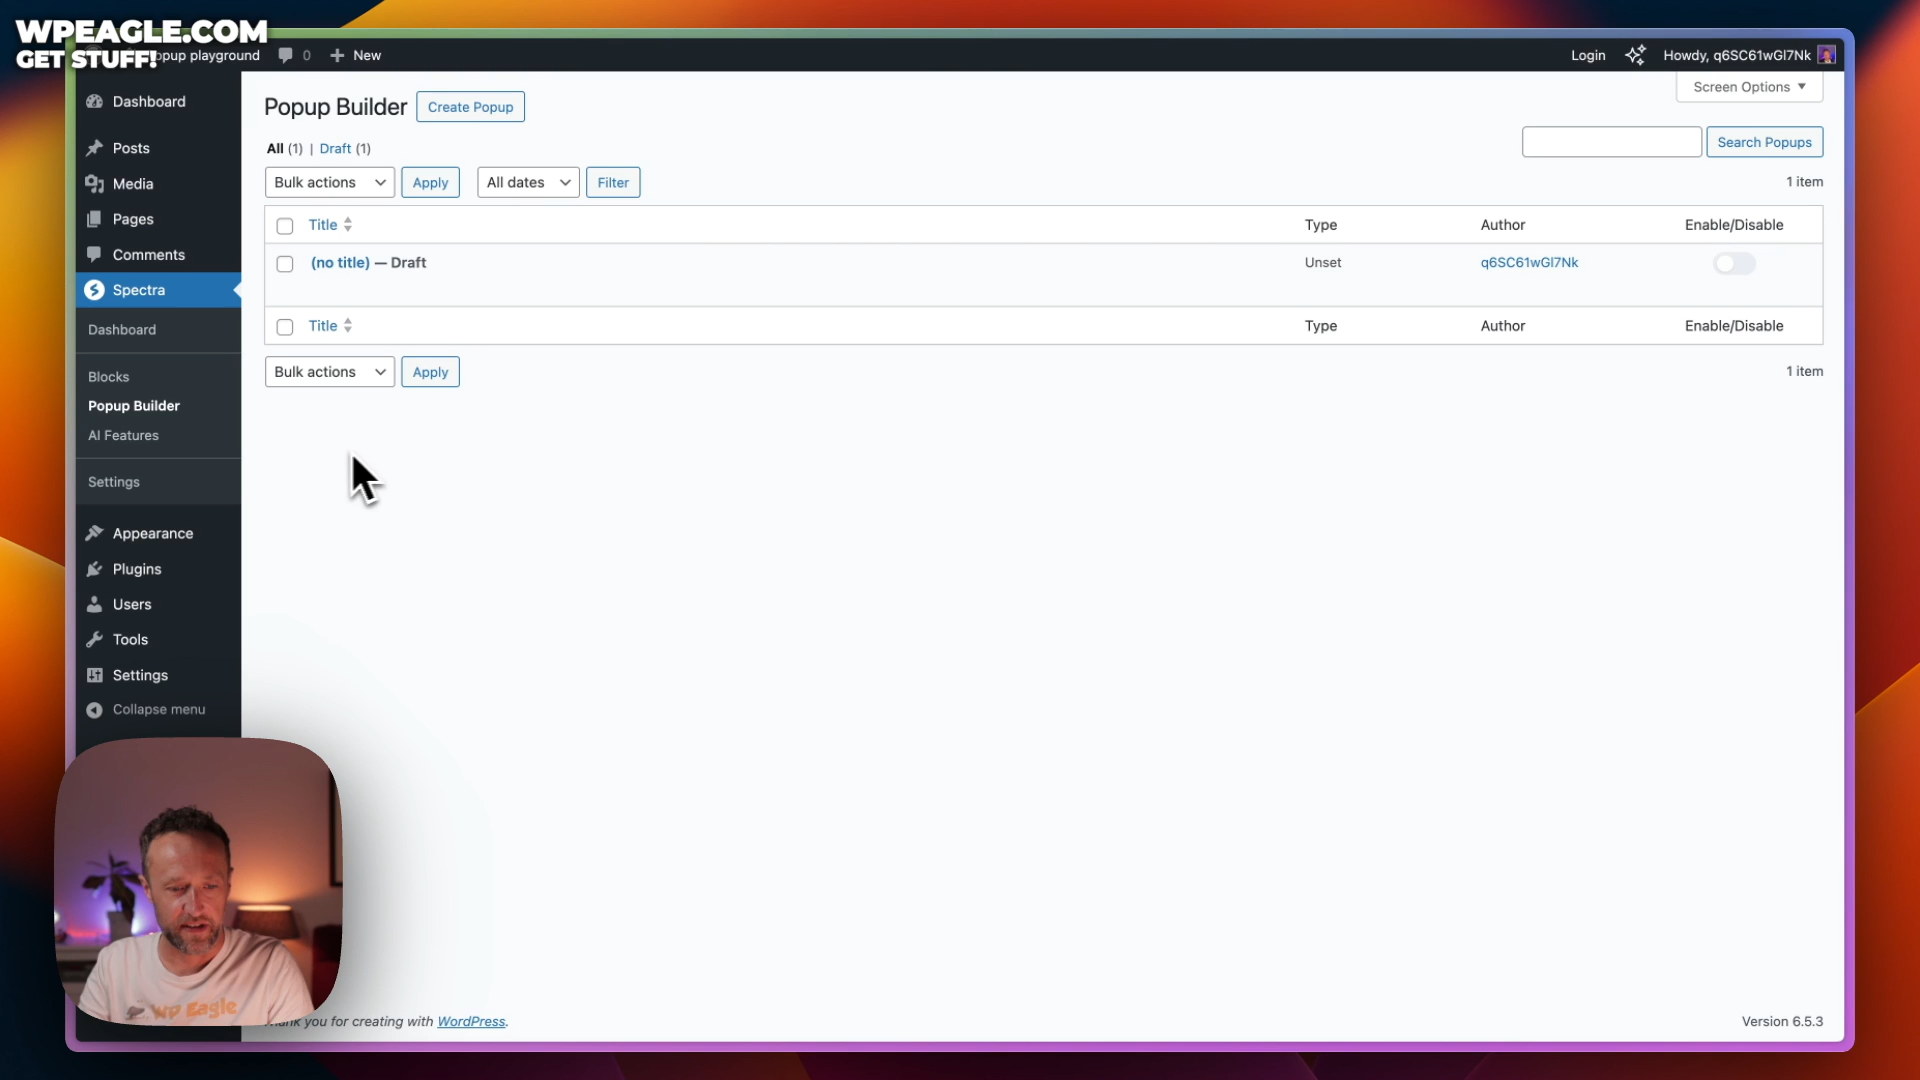 WPEAGLE.COM
GET STUFF!
opup playground
0
New
Login
Howdy, q6SC61wGl7Nk
Dashboard
Posts
Media
Pages
Comments
Spectra
Dashboard
Blocks
Popup Builder
AI Features
Settings
Appearance
Plugins
Users
Tools
Settings
Collapse menu
Popup Builder
Create Popup
Screen Options
All (1) | Draft (1)
Search Popups
Bulk actions
Apply
All dates
Filter
1 item
Title
Type
Author
Enable/Disable
(no title) — Draft
Unset
q6SC61wGl7Nk
Title
Type
Author
Enable/Disable
Bulk actions
Apply
1 item
WP Eagle
you for creating with WordPress.
Version 6.5.3